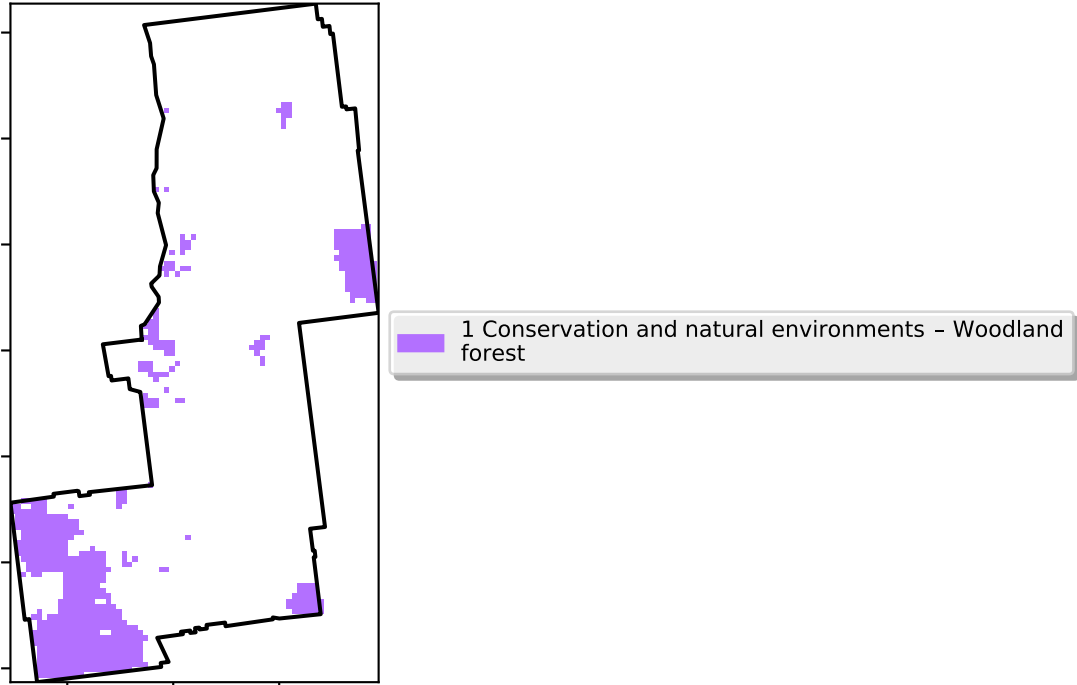 1 Conservation and natural environments – Woodland
forest